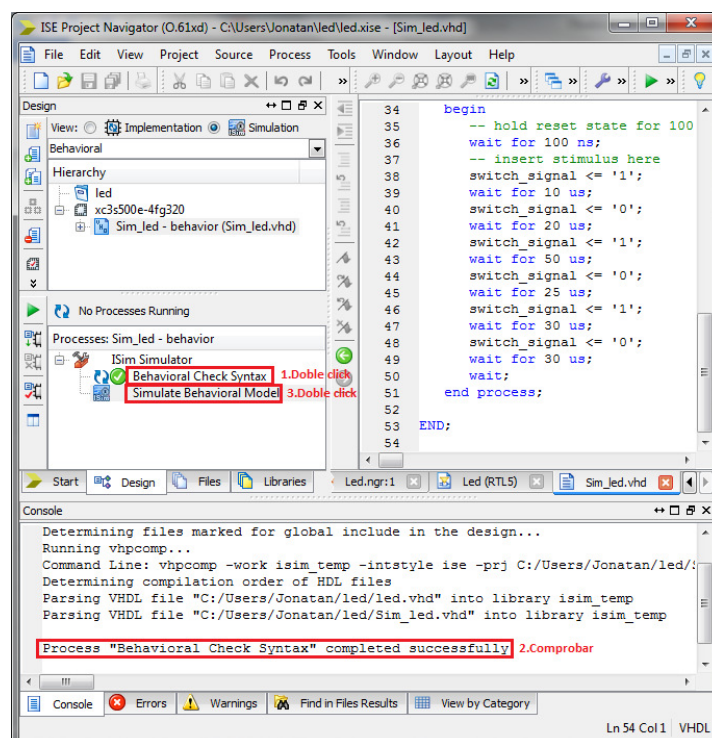 ISE Project Navigator (O.61xd) - C:\Users\Jonatan\led\led.xise - [Sim_led.vhd]
File Edit View Project Source Process Tools Window Layout Help
Design
View: Implementation Simulation
Behavioral
Hierarchy
led
xc3s500e-4fg320
Sim_led - behavior (Sim_led.vhd)
No Processes Running
Processes: Sim_led - behavior
ISim Simulator
Behavioral Check Syntax 1.Doble click
Simulate Behavioral Model 3.Doble click
34 begin
35 -- hold reset state for 100
36 wait for 100 ns;
37 -- insert stimulus here
38 switch_signal <= '1';
39 wait for 10 us;
40 switch_signal <= '0';
41 wait for 20 us;
42 switch_signal <= '1';
43 wait for 50 us;
44 switch_signal <= '0';
45 wait for 25 us;
46 switch_signal <= '1';
47 wait for 30 us;
48 switch_signal <= '0';
49 wait for 30 us;
50 wait;
51 end process;
52
53 END;
54
Start Design Files Libraries Led.ngr:1 Led (RTL5) Sim_led.vhd
Console
Determining files marked for global include in the design...
Running vhpcomp...
Command Line: vhpcomp -work isim_temp -intstyle ise -prj C:/Users/Jonatan/led/
Determining compilation order of HDL files
Parsing VHDL file "C:/Users/Jonatan/led/led.vhd" into library isim_temp
Parsing VHDL file "C:/Users/Jonatan/led/Sim_led.vhd" into library isim_temp
Process "Behavioral Check Syntax" completed successfully 2.Comprobar
Console Errors Warnings Find in Files Results View by Category
Ln 54 Col 1 VHDL